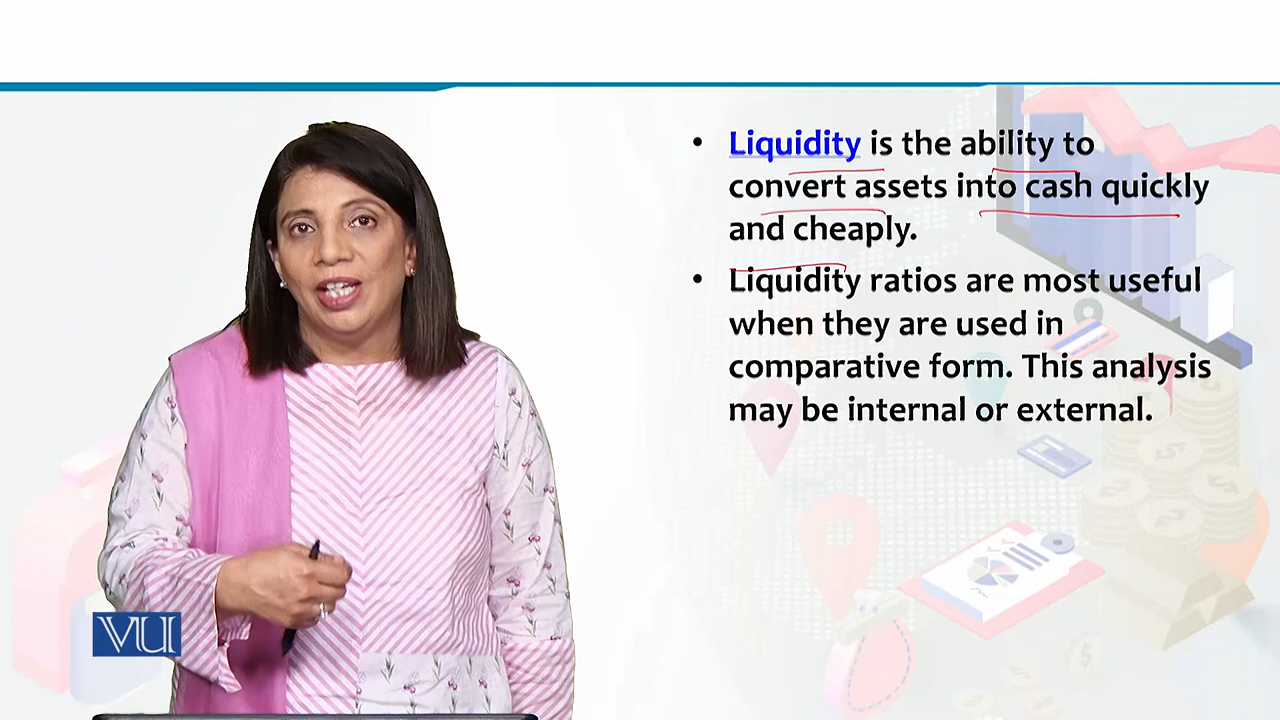 • Liquidity is the ability to
convert assets into cash quickly
and cheaply.
• Liquidity ratios are most useful
when they are used in
comparative form. This analysis
may be internal or external.
VU